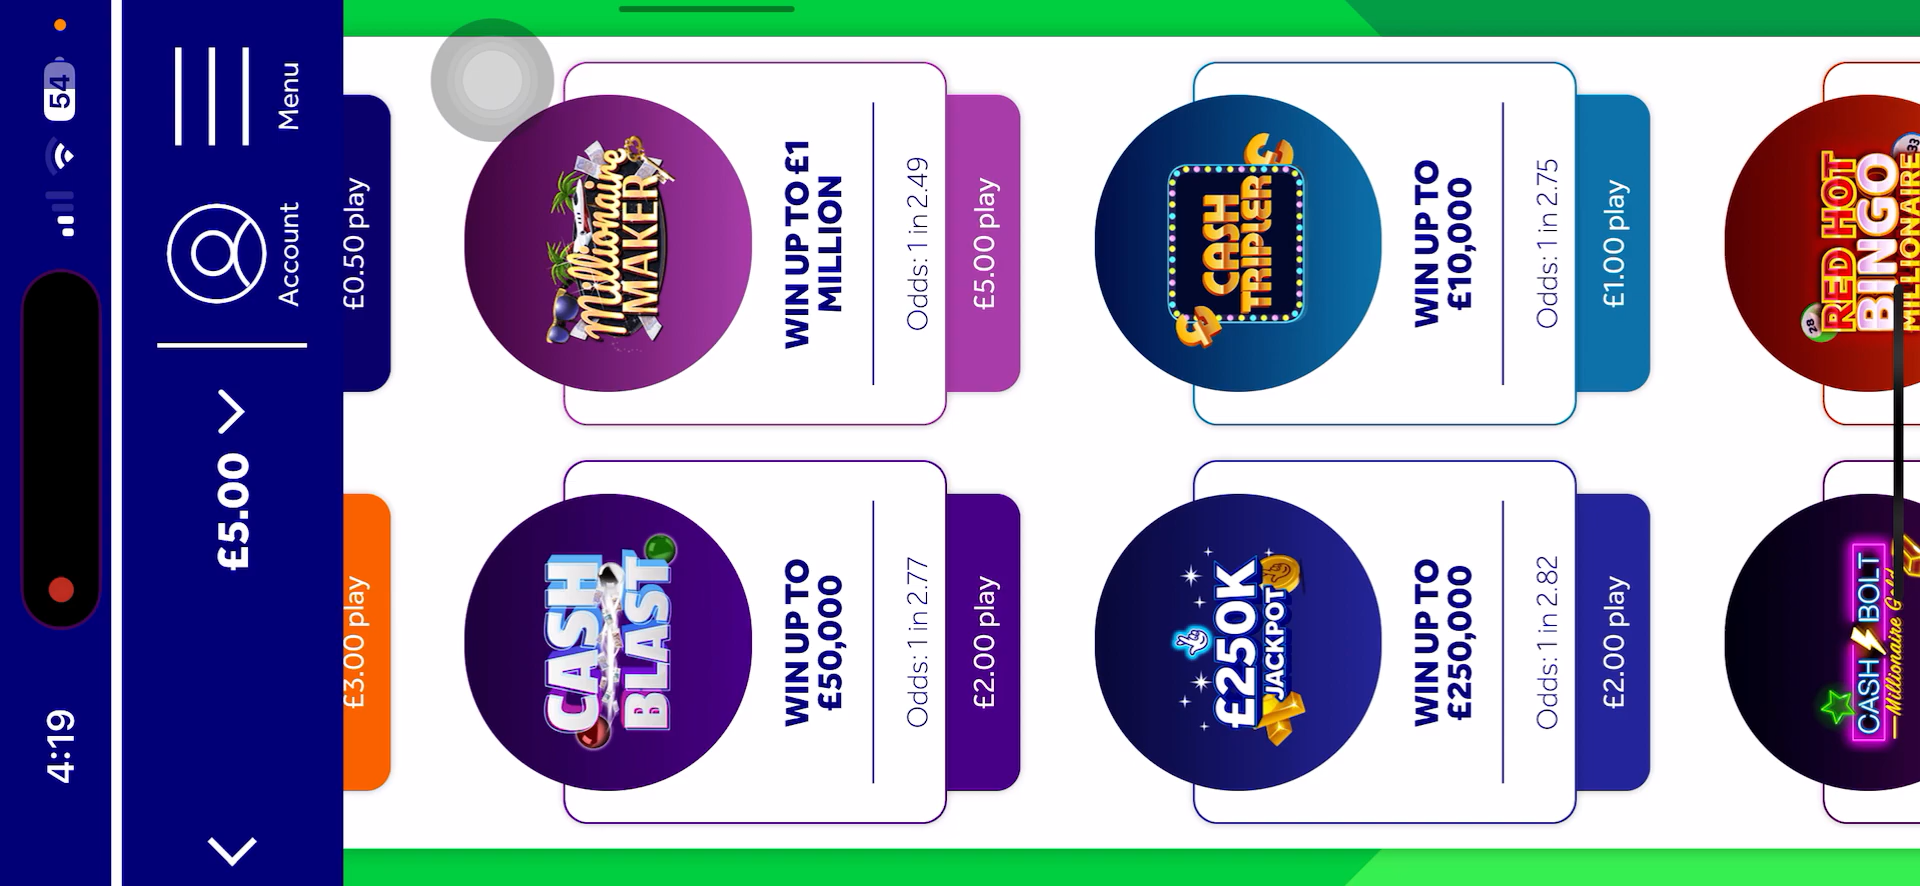 4:19
54
£5.00
Account
Menu
£3.00 play
£0.50 play
CASH
BLAST
WIN UP TO
£50,000
Odds: 1 in 2.77
£2.00 play
Millionaire
MAKER
WIN UP TO £1
MILLION
Odds: 1 in 2.49
£5.00 play
£250K
JACKPOT
WIN UP TO
£250,000
Odds: 1 in 2.82
£2.00 play
CASH
TRIPLER
WIN UP TO
£10,000
Odds: 1 in 2.75
£1.00 play
CASH BOLT
Millionaire Gold
RED HOT
BINGO
MILLIONAIRE
28
33